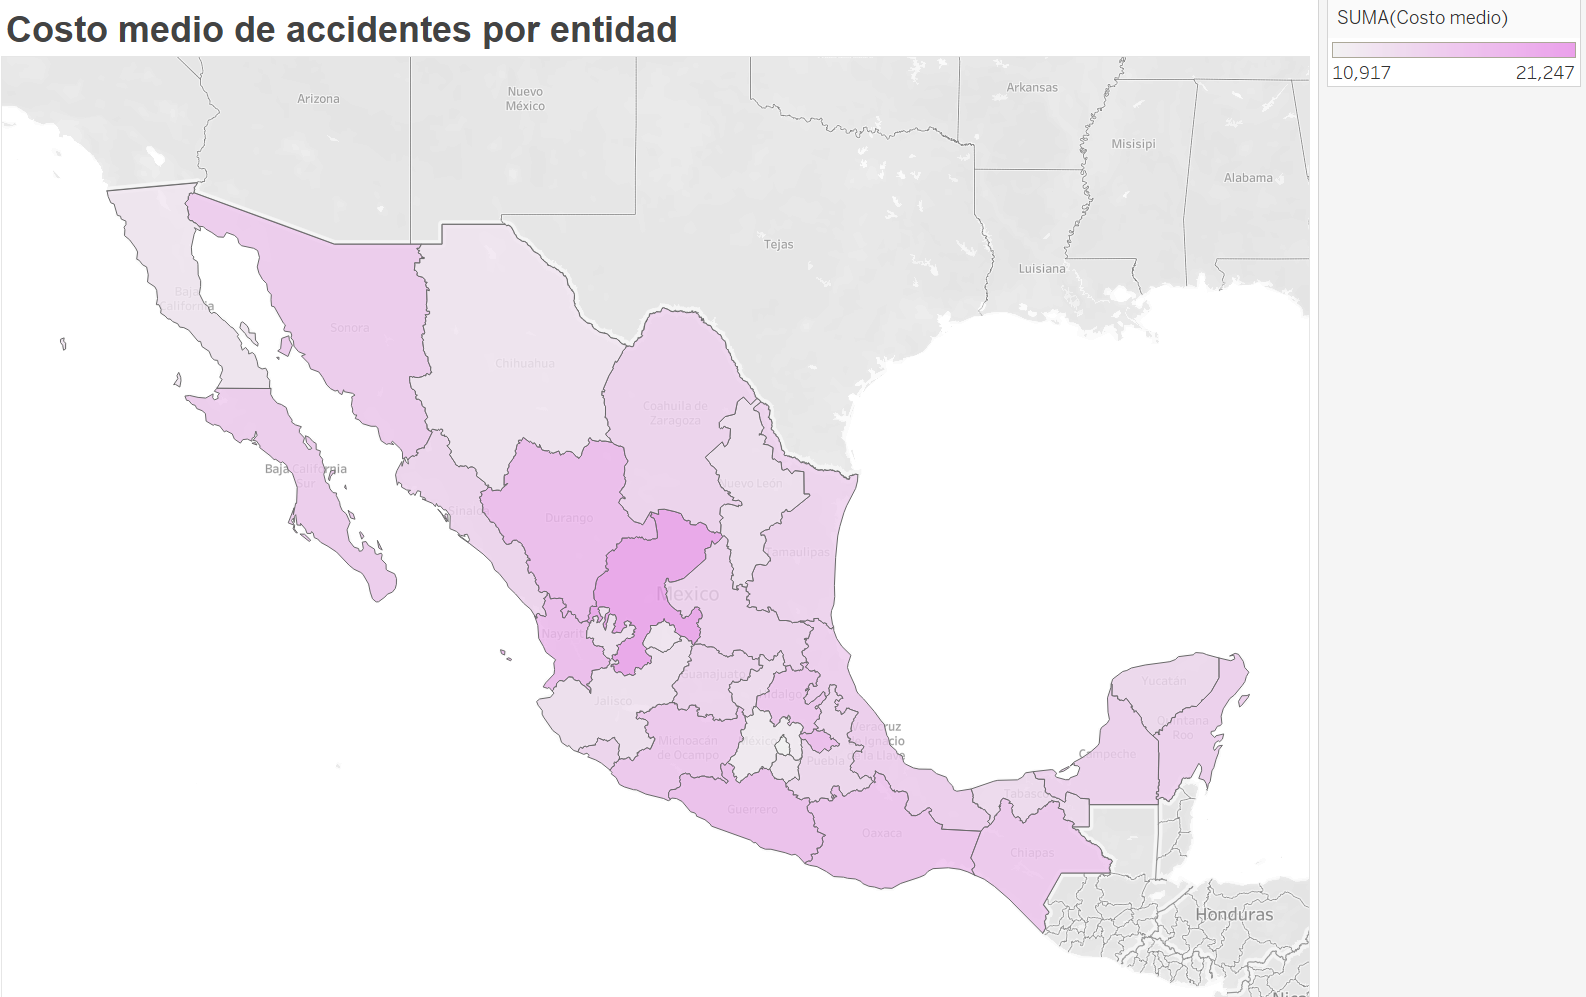 Costo medio de accidentes por entidad
SUMA(Costo medio)
10,917
21,247
Arizona
Nuevo
México
Arkansas
Misisipi
Alabama
Tejas
Luisiana
Baja
California
Sonora
Chihuahua
Coahuila de
Zaragoza
Baja California
Sur
Nuevo León
Sinaloa
Durango
Tamaulipas
Mexico
Nayarit
Guanajuato
Yucatán
Jalisco
Hidalgo
Quintana
Roo
Veracruz
de Ignacio
de la Llave
Michoacán
de Ocampo
México
Puebla
Campeche
Tabasco
Guerrero
Oaxaca
Chiapas
Honduras